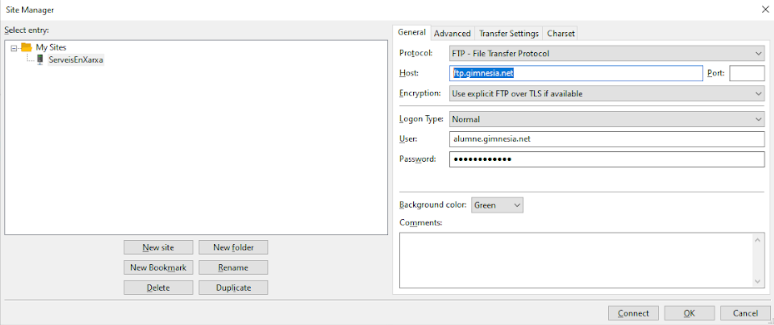 Site Manager
Select entry:
My Sites
ServeisEnXarxa
New site
New folder
New Bookmark
Rename
Delete
Duplicate
General
Advanced
Transfer Settings
Charset
Protocol:
FTP - File Transfer Protocol
Host:
ftp.gimnesia.net
Port:
Encryption:
Use explicit FTP over TLS if available
Logon Type:
Normal
User:
alumne.gimnesia.net
Password:
●●●●●●●●●●●●
Background color:
Green
Comments:
Connect
OK
Cancel